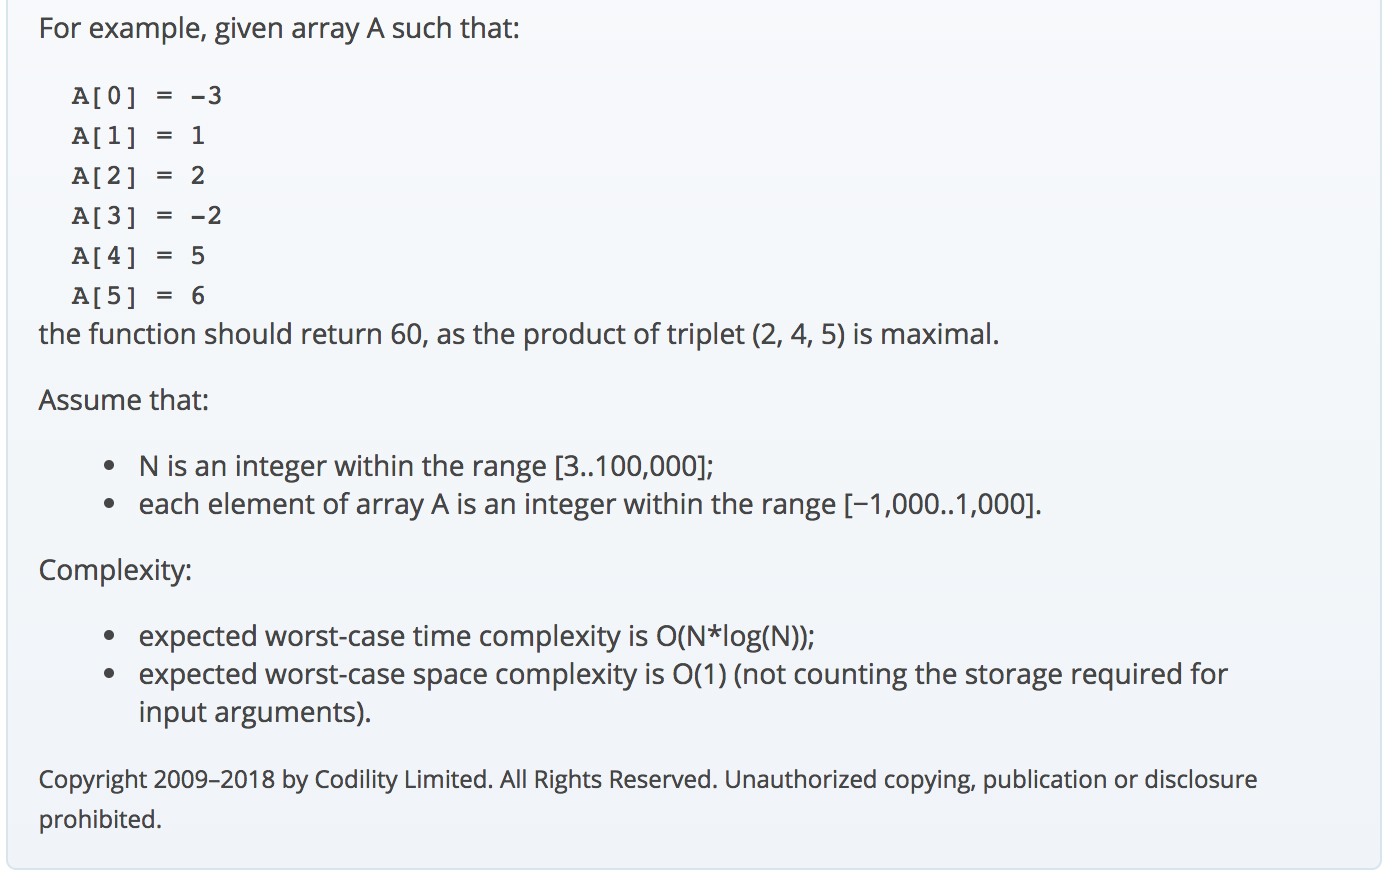 For example, given array A such that:
A[0] = -3
A[1] = 1
A[2] = 2
A[3] = -2
A[4] = 5
A[5] = 6
the function should return 60, as the product of triplet (2, 4, 5) is maximal.
Assume that:
• N is an integer within the range [3..100,000];
• each element of array A is an integer within the range [−1,000..1,000].
Complexity:
• expected worst-case time complexity is O(N*log(N));
• expected worst-case space complexity is O(1) (not counting the storage required for
input arguments).
Copyright 2009–2018 by Codility Limited. All Rights Reserved. Unauthorized copying, publication or disclosure
prohibited.